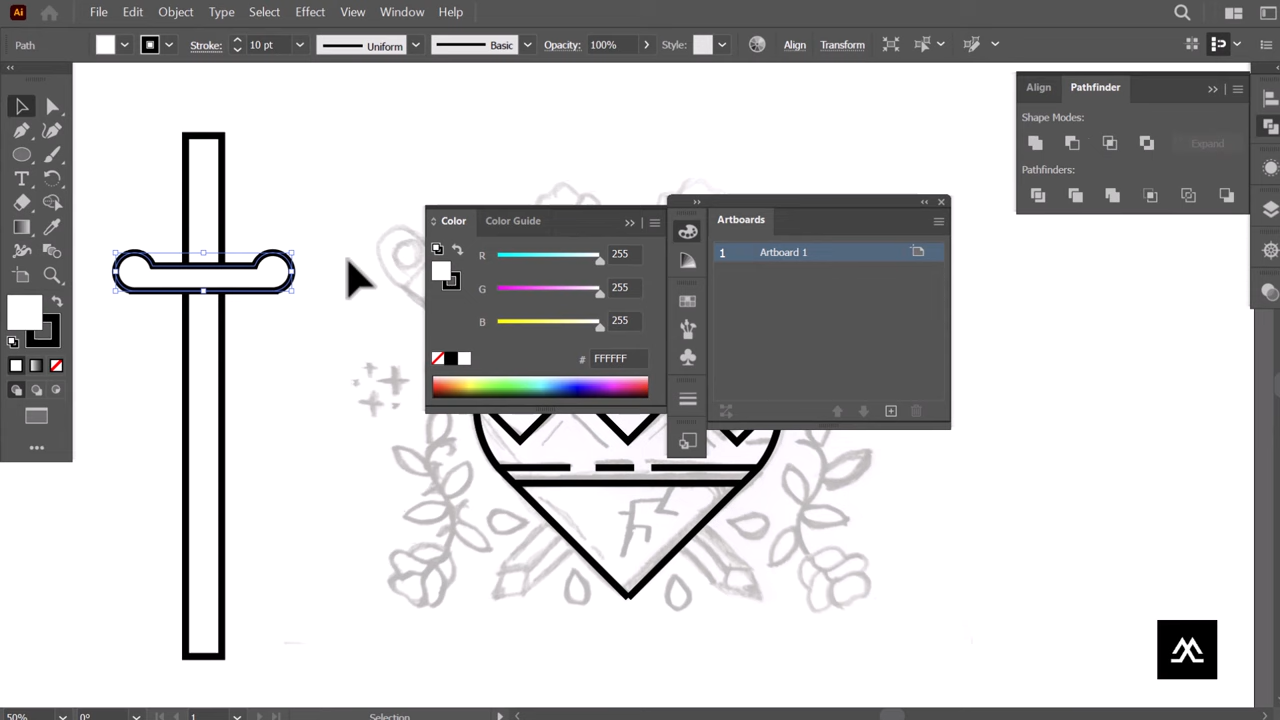 Ai File Edit Object Type Select Effect View Window Help
Path Stroke: 10 pt Uniform Basic Opacity: 100% Style: Align Transform
Align Pathfinder
Shape Modes:
Expand
Pathfinders:
Color Color Guide
R 255
G 255
B 255
# FFFFFF
Artboards
1 Artboard 1
50% 0° 1 Selection